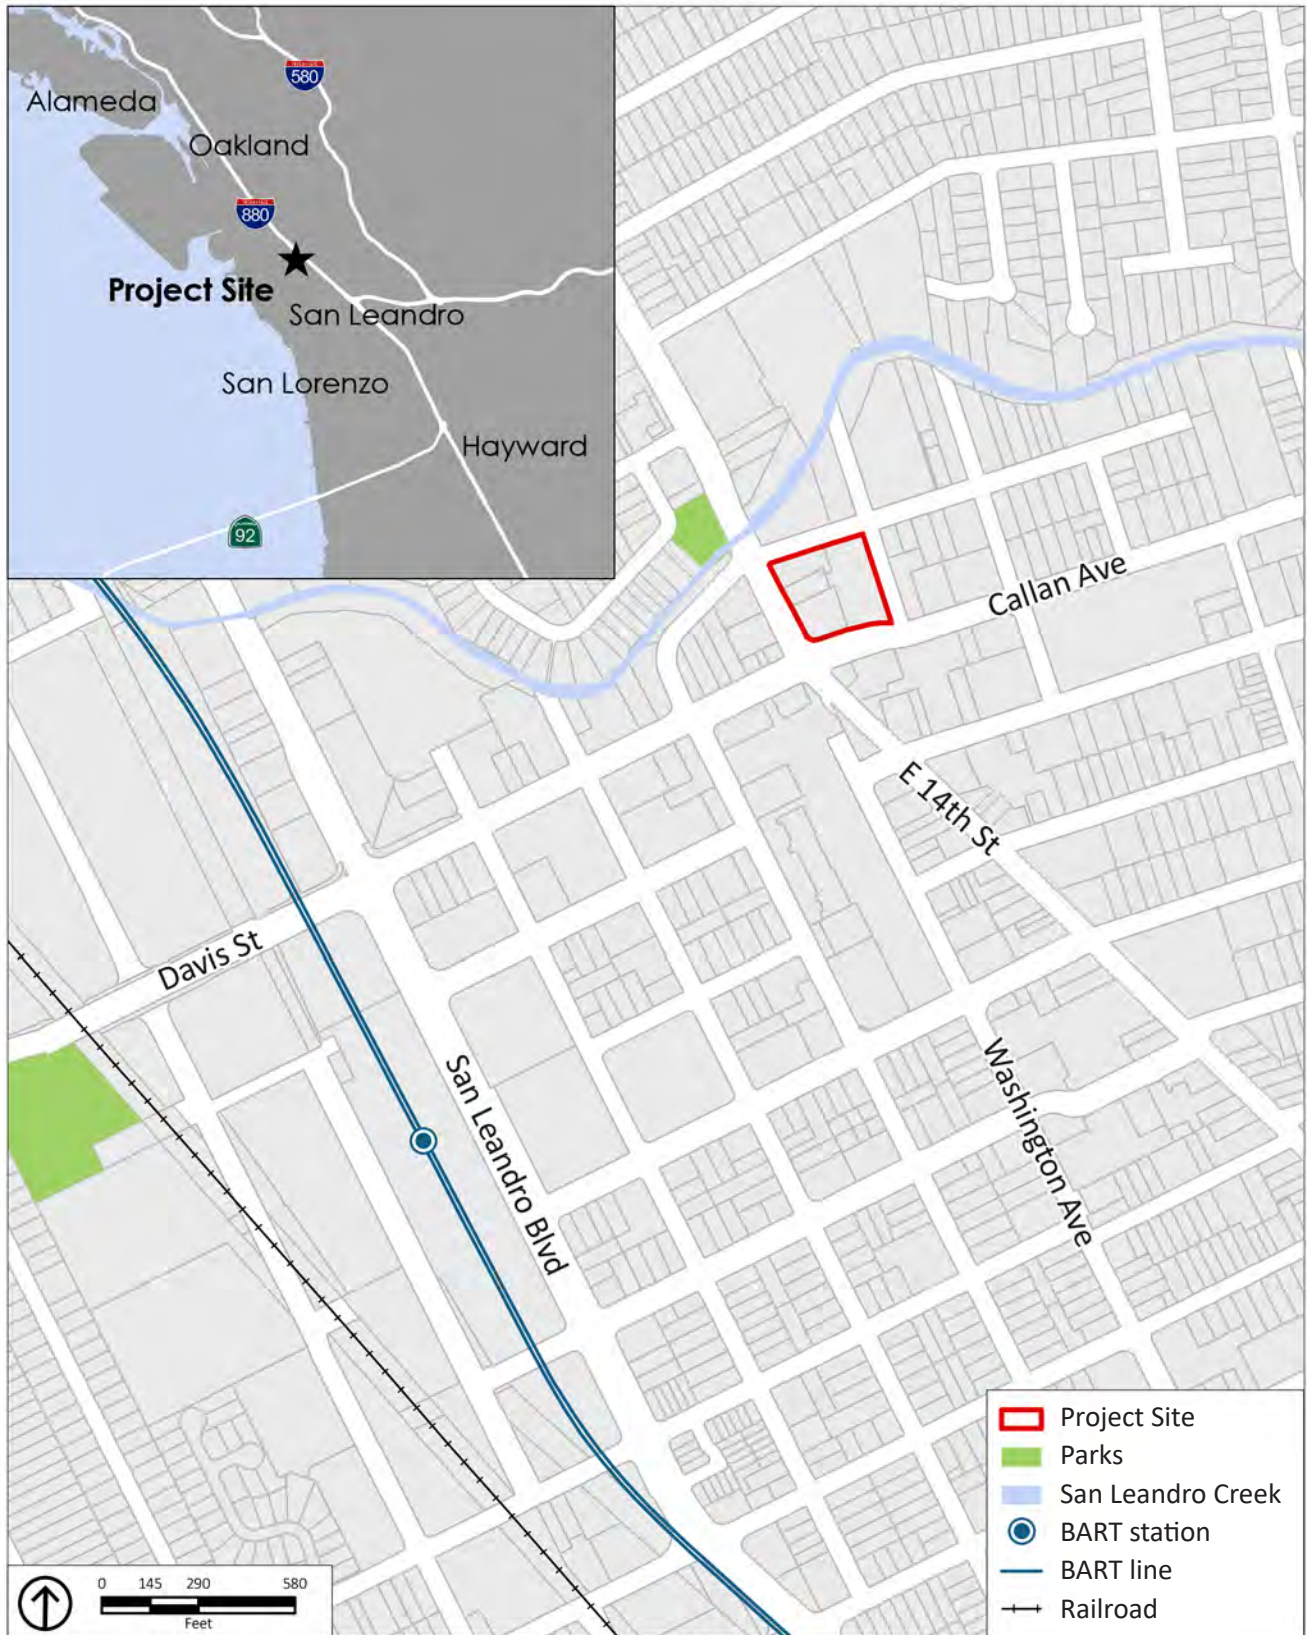 580
Alameda
Oakland
880
Project Site
San Leandro
San Lorenzo
Hayward
92
Callan Ave
E 14th St
Davis St
San Leandro Blvd
Washington Ave
Project Site
Parks
San Leandro Creek
BART station
BART line
Railroad
0 145 290 580
Feet